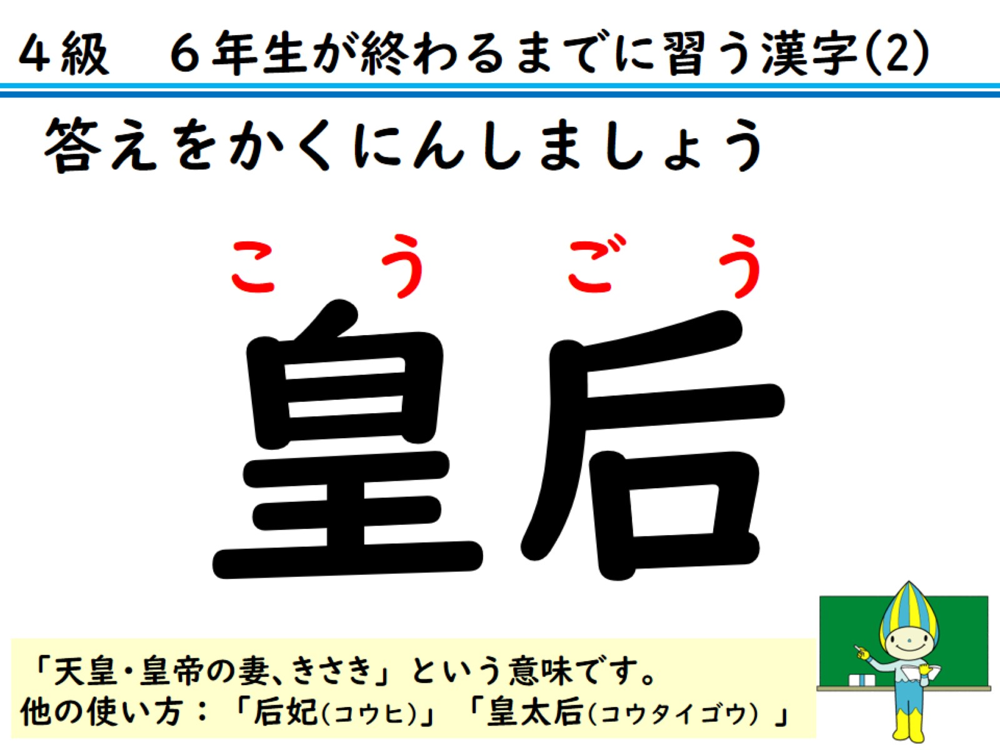 ４級　６年生が終わるまでに習う漢字(2)
答えをかくにんしましょう
こうごう
皇后
「天皇・皇帝の妻、きさき」という意味です。
他の使い方：「后妃(コウヒ)」「皇太后(コウタイゴウ)」